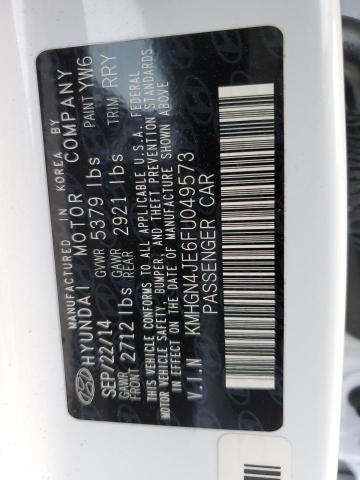 MANUFACTURED IN KOREA BY
HYUNDAI MOTOR COMPANY
SEP/22/14 GVWR 5379 lbs PAINT YW6
GAWR FRONT 2712 lbs GAWR REAR 2921 lbs TRIM RRY
THIS VEHICLE CONFORMS TO ALL APPLICABLE U.S.A. FEDERAL
MOTOR VEHICLE SAFETY, BUMPER, AND THEFT PREVENTION STANDARDS
IN EFFECT ON THE DATE OF MANUFACTURE SHOWN ABOVE
V.I.N KMHGN4JE6FU049573
PASSENGER CAR